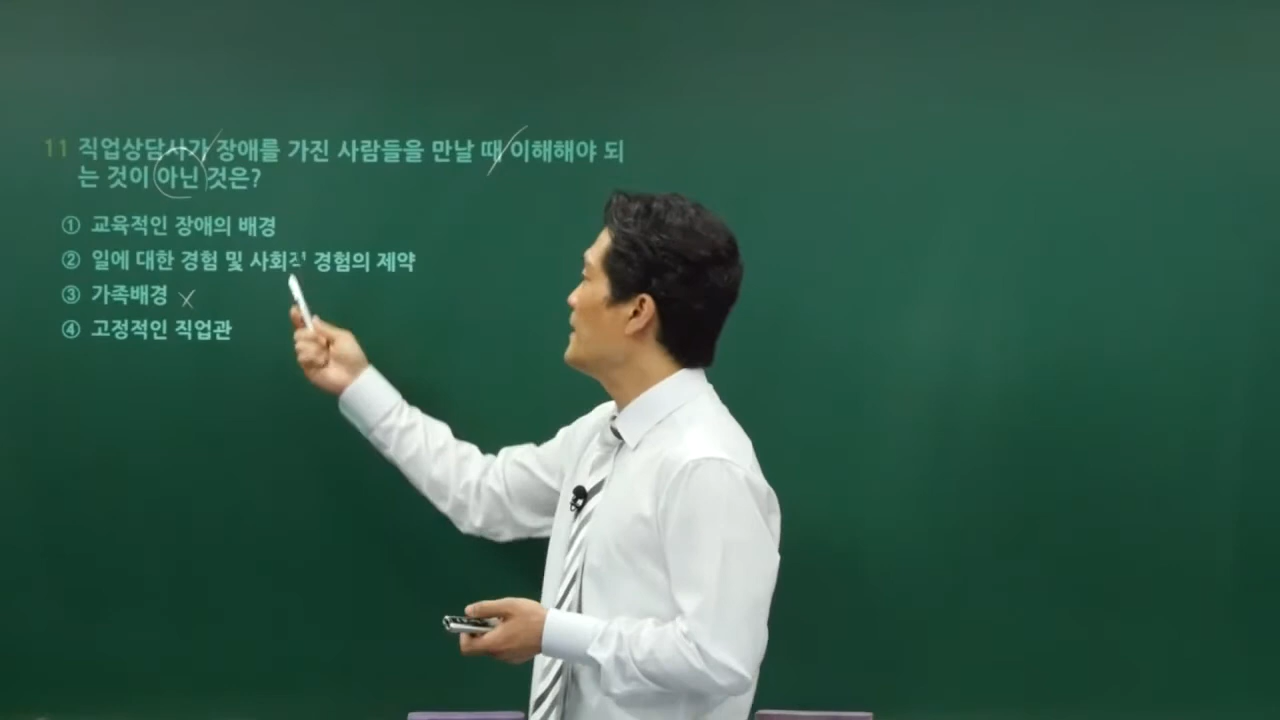 11 직업상담사가 장애를 가진 사람들을 만날 때 이해해야 되
는 것이 아닌 것은?
① 교육적인 장애의 배경
② 일에 대한 경험 및 사회적 경험의 제약
③ 가족배경
④ 고정적인 직업관